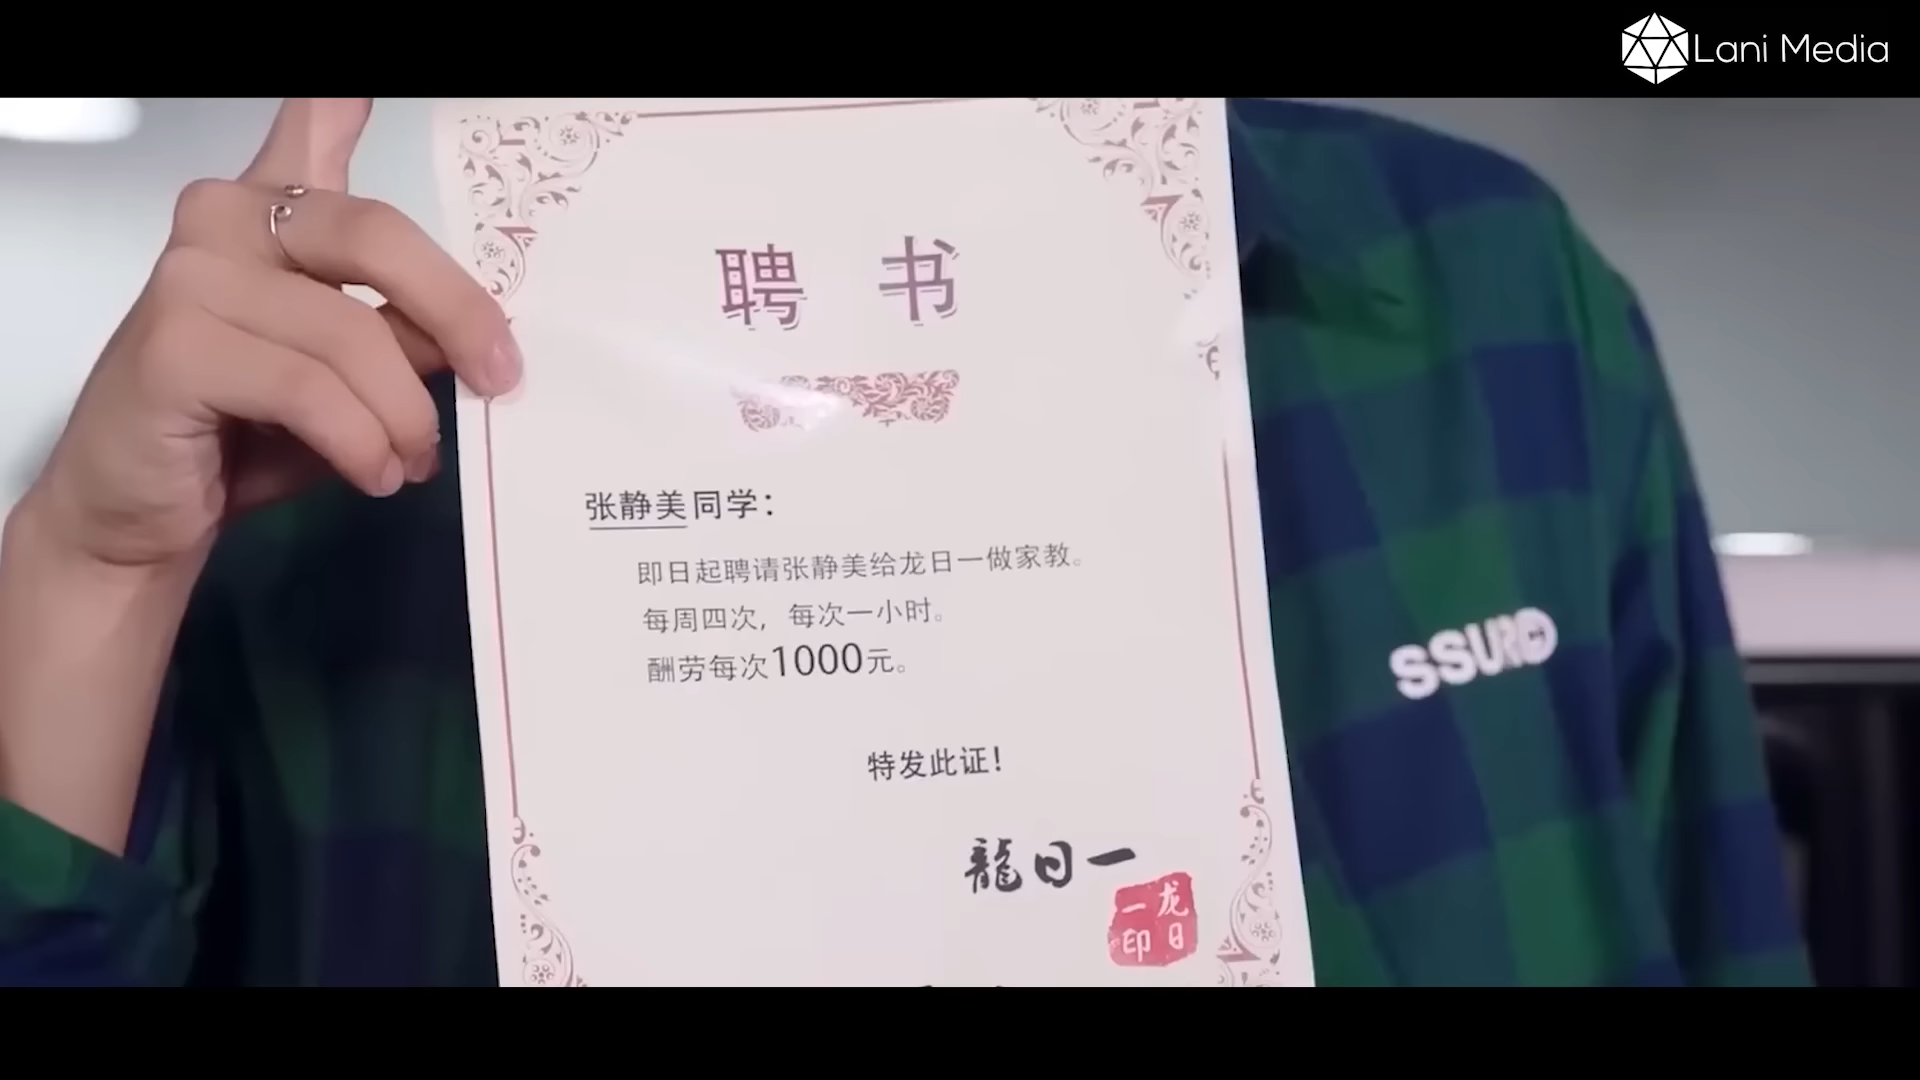 Lani Media
聘 书
张静美同学：
即日起聘请张静美给龙日一做家教。
每周四次，每次一小时。
酬劳每次1000元。
特发此证！
龍日一
龙日一印
SSURD